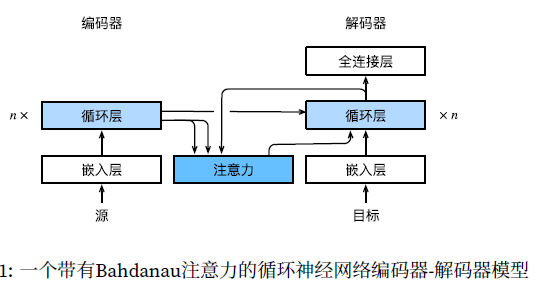 编码器
解码器
全连接层
n×
循环层
循环层
×n
嵌入层
注意力
嵌入层
源
目标
1: 一个带有Bahdanau注意力的循环神经网络编码器-解码器模型